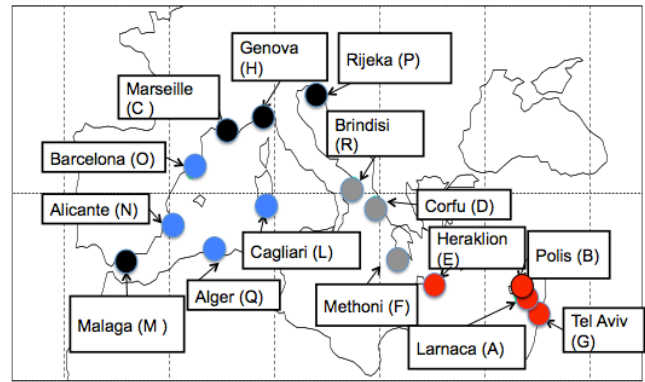 Genova
(H)
Rijeka (P)
Marseille
(C )
Brindisi
(R)
Barcelona (O)
Alicante (N)
Corfu (D)
Heraklion
(E)
Polis (B)
Cagliari (L)
Alger (Q)
Methoni (F)
Malaga (M )
Tel Aviv
(G)
Larnaca (A)